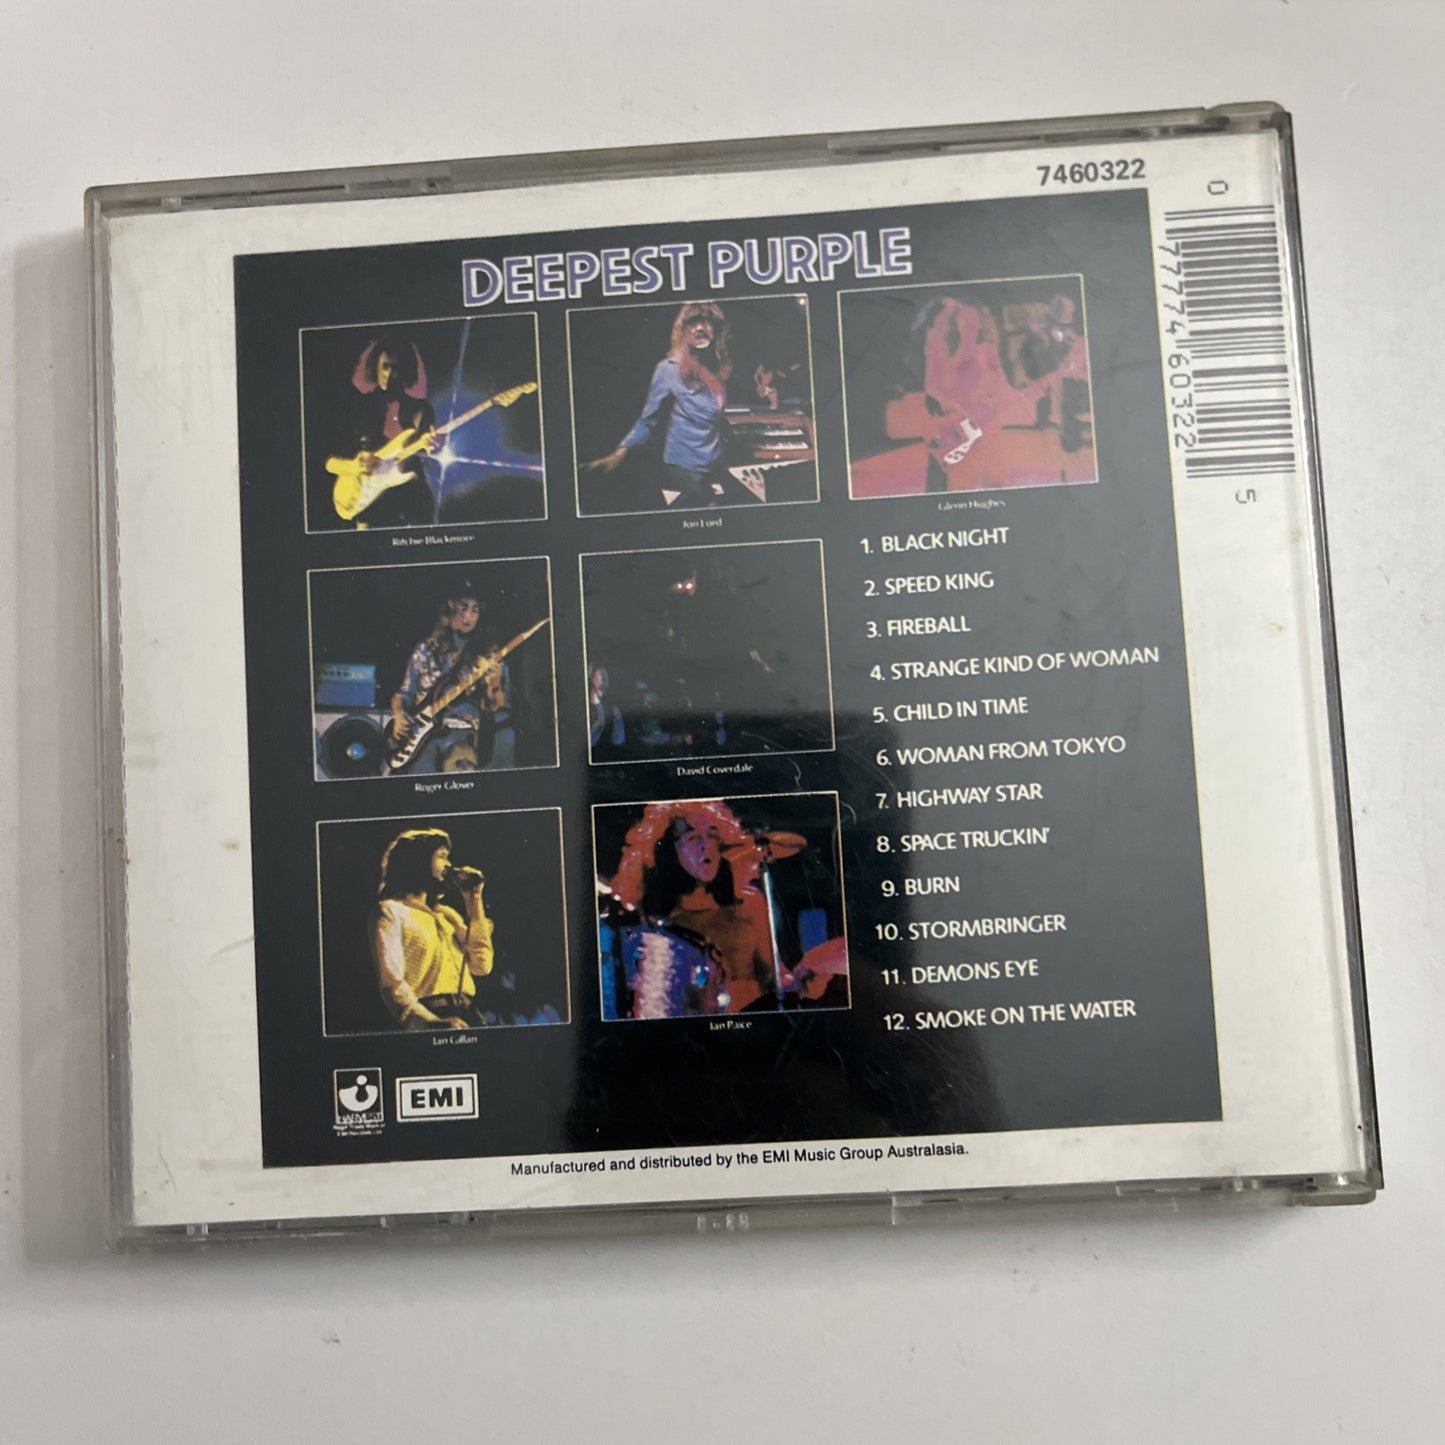 7460322
DEEPEST PURPLE
Ritchie Blackmore
Jon Lord
Glenn Hughes
Roger Glover
David Coverdale
Ian Gillan
Ian Paice
1. BLACK NIGHT
2. SPEED KING
3. FIREBALL
4. STRANGE KIND OF WOMAN
5. CHILD IN TIME
6. WOMAN FROM TOKYO
7. HIGHWAY STAR
8. SPACE TRUCKIN'
9. BURN
10. STORMBRINGER
11. DEMONS EYE
12. SMOKE ON THE WATER
HARVEST
EMI
Manufactured and distributed by the EMI Music Group Australasia.
0 77774 60322 5